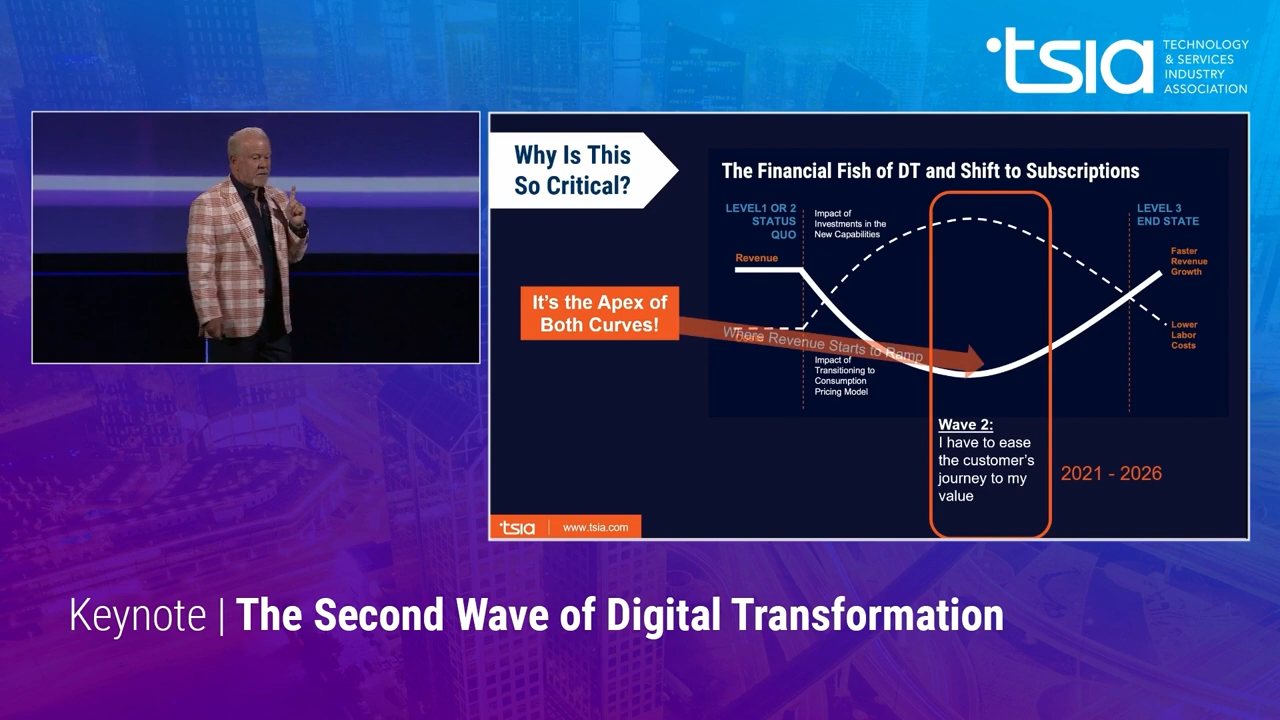 tsia
TECHNOLOGY
& SERVICES
INDUSTRY
ASSOCIATION
Why Is This
So Critical?
The Financial Fish of DT and Shift to Subscriptions
LEVEL1 OR 2
STATUS
QUO
Impact of
Investments in the
New Capabilities
LEVEL 3
END STATE
Revenue
Faster
Revenue
Growth
It's the Apex of
Both Curves!
Where Revenue Starts to Ramp
Lower
Labor
Costs
Impact of
Transitioning to
Consumption
Pricing Model
Wave 2:
I have to ease
the customer's
journey to my
value
2021 - 2026
tsia
www.tsia.com
Keynote | The Second Wave of Digital Transformation